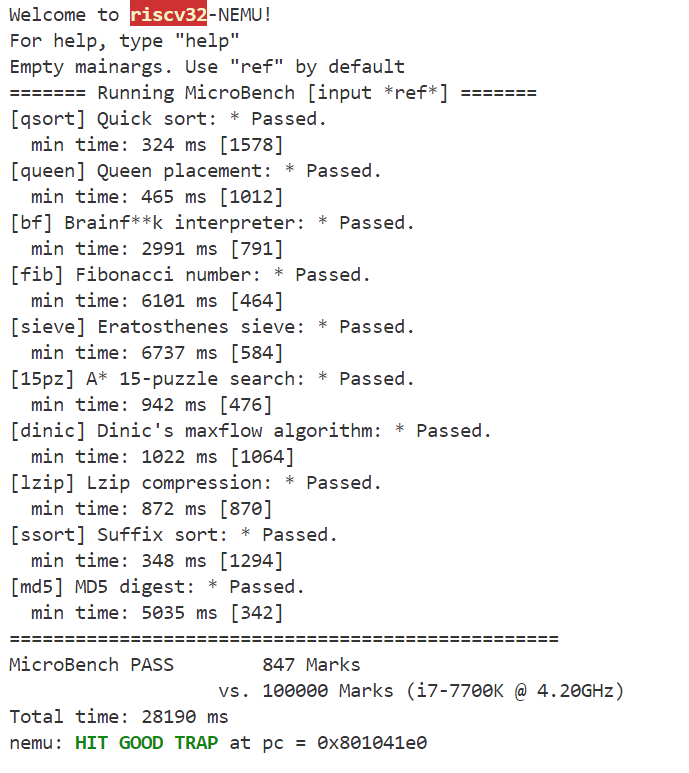 Welcome to riscv32-NEMU!
For help, type "help"
Empty mainargs. Use "ref" by default
======= Running MicroBench [input *ref*] =======
[qsort] Quick sort: * Passed.
  min time: 324 ms [1578]
[queen] Queen placement: * Passed.
  min time: 465 ms [1012]
[bf] Brainf**k interpreter: * Passed.
  min time: 2991 ms [791]
[fib] Fibonacci number: * Passed.
  min time: 6101 ms [464]
[sieve] Eratosthenes sieve: * Passed.
  min time: 6737 ms [584]
[15pz] A* 15-puzzle search: * Passed.
  min time: 942 ms [476]
[dinic] Dinic's maxflow algorithm: * Passed.
  min time: 1022 ms [1064]
[lzip] Lzip compression: * Passed.
  min time: 872 ms [870]
[ssort] Suffix sort: * Passed.
  min time: 348 ms [1294]
[md5] MD5 digest: * Passed.
  min time: 5035 ms [342]
==================================================
MicroBench PASS        847 Marks
                   vs. 100000 Marks (i7-7700K @ 4.20GHz)
Total time: 28190 ms
nemu: HIT GOOD TRAP at pc = 0x801041e0